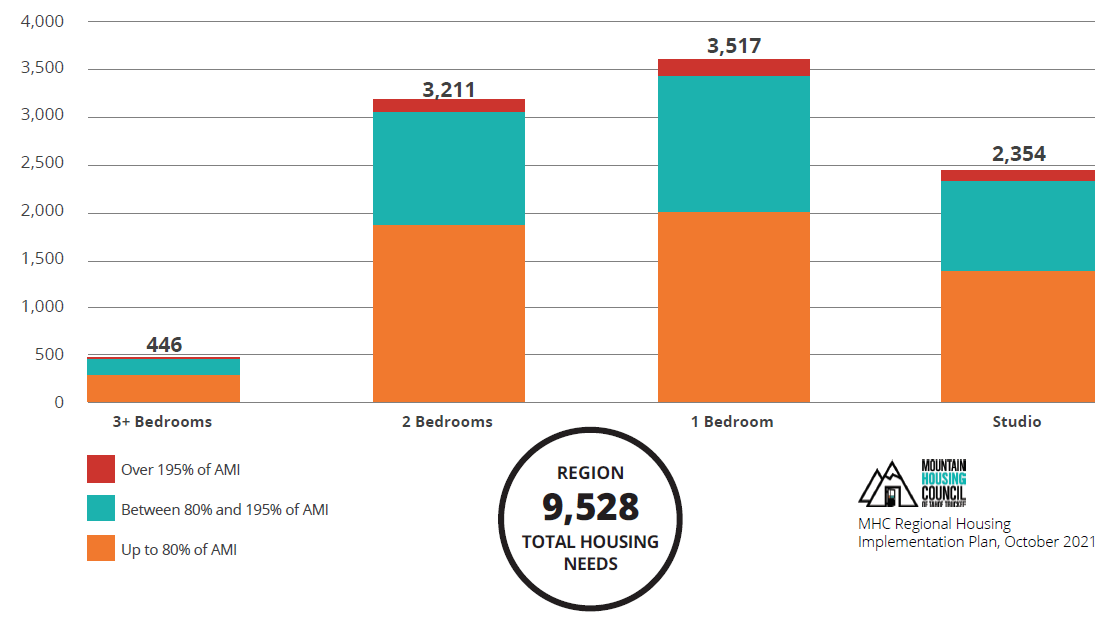 4,000
3,500
3,000
2,500
2,000
1,500
1,000
500
0
446
3,211
3,517
2,354
3+ Bedrooms
2 Bedrooms
1 Bedroom
Studio
Over 195% of AMI
Between 80% and 195% of AMI
Up to 80% of AMI
REGION
9,528
TOTAL HOUSING
NEEDS
MOUNTAIN
HOUSING
COUNCIL
OF TAHOE TRUCKEE
MHC Regional Housing
Implementation Plan, October 2021